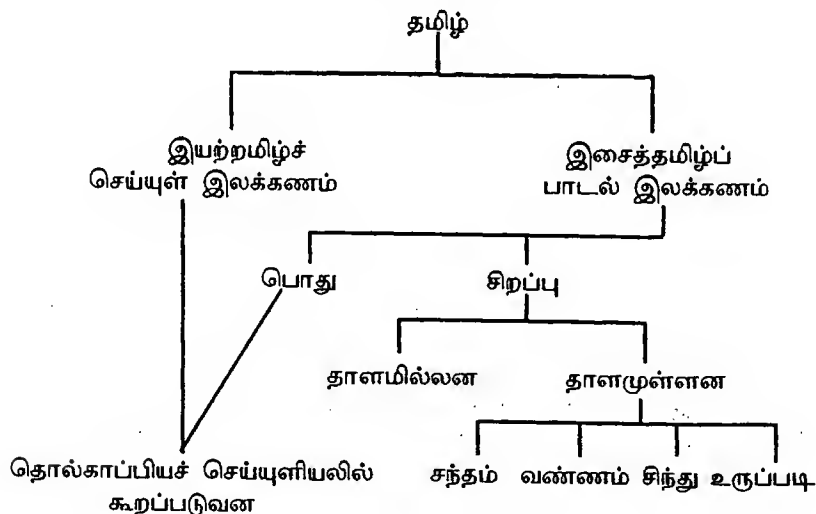 தமிழ்
இயற்றமிழ்ச்
செய்யுள் இலக்கணம்
இசைத்தமிழ்ப்
பாடல் இலக்கணம்
பொது
சிறப்பு
தாளமில்லன
தாளமுள்ளன
தொல்காப்பியச் செய்யுளியலில்
கூறப்படுவன
சந்தம் வண்ணம் சிந்து உருப்படி